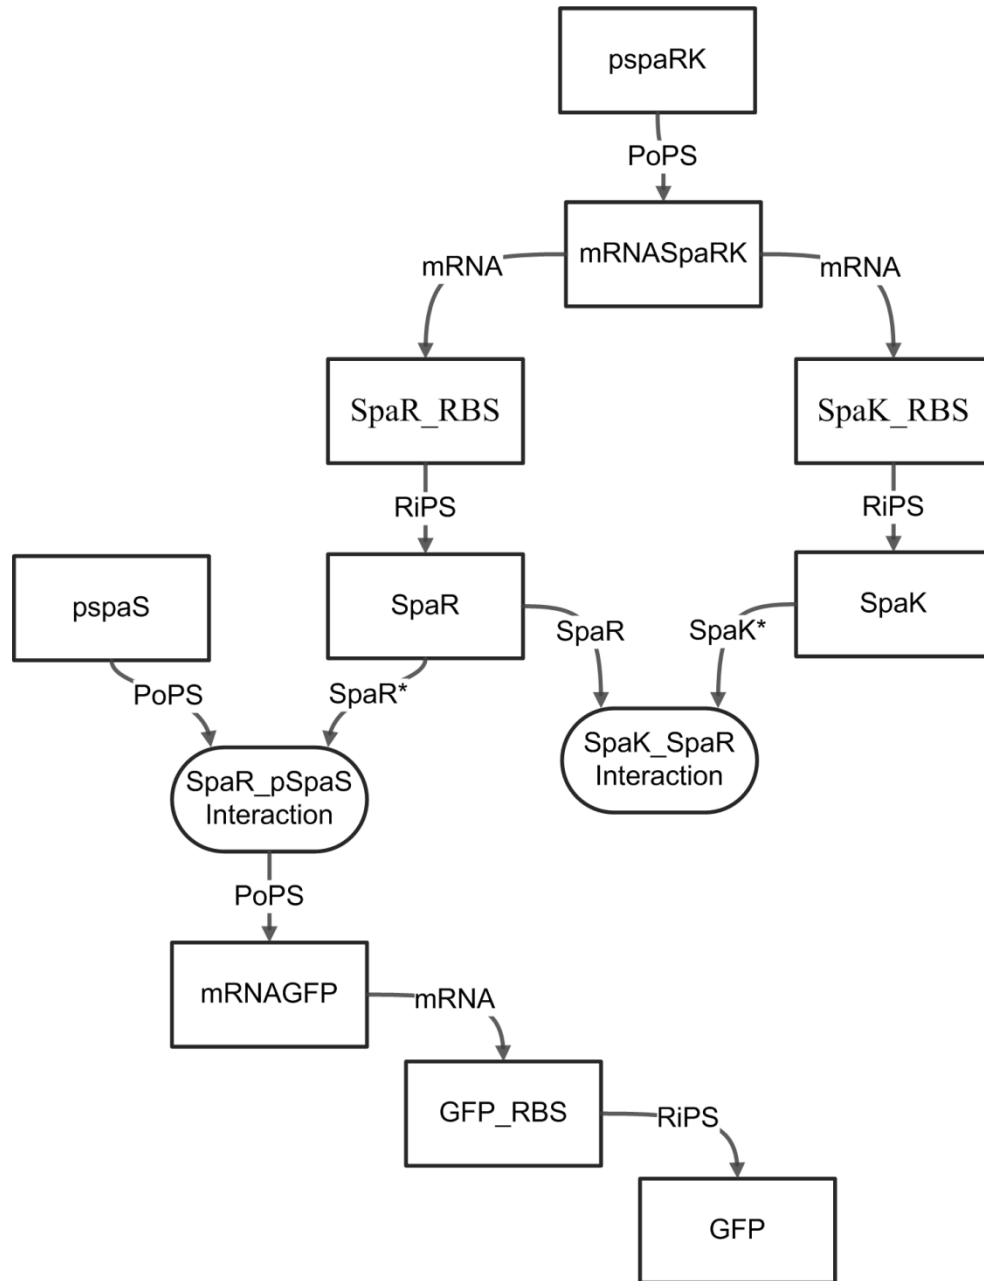 pspaRK
PoPS
mRNASpaRK
mRNA
mRNA
SpaR_RBS
SpaK_RBS
RiPS
RiPS
pspaS
SpaR
SpaK
SpaR
SpaK*
PoPS
SpaR*
SpaR_pSpaS
Interaction
SpaK_SpaR
Interaction
PoPS
mRNAGFP
mRNA
GFP_RBS
RiPS
GFP